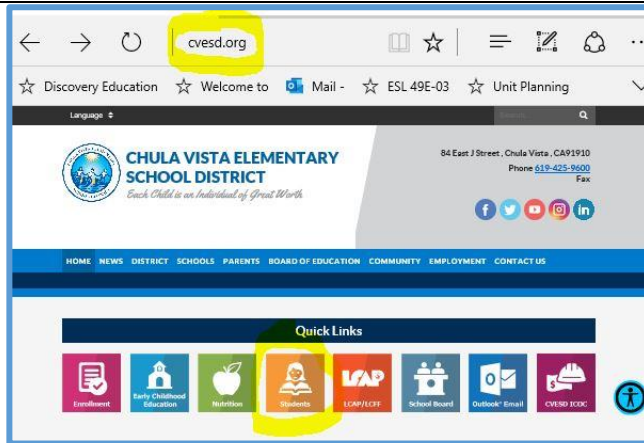 cvesd.org
Discovery Education Welcome to Mail - ESL 49E-03 Unit Planning
Language
CHULA VISTA ELEMENTARY
SCHOOL DISTRICT
Each Child is an Individual of Great Worth
84 East J Street, Chula Vista, CA91910
Phone 619-425-9600
Fax
HOME NEWS DISTRICT SCHOOLS PARENTS BOARD OF EDUCATION COMMUNITY EMPLOYMENT CONTACT US
Quick Links
Enrollment
Early Childhood
Education
Nutrition
Students
LCAP
LCAP/LCFF
School Board
Outlook® Email
CVESD ICOC